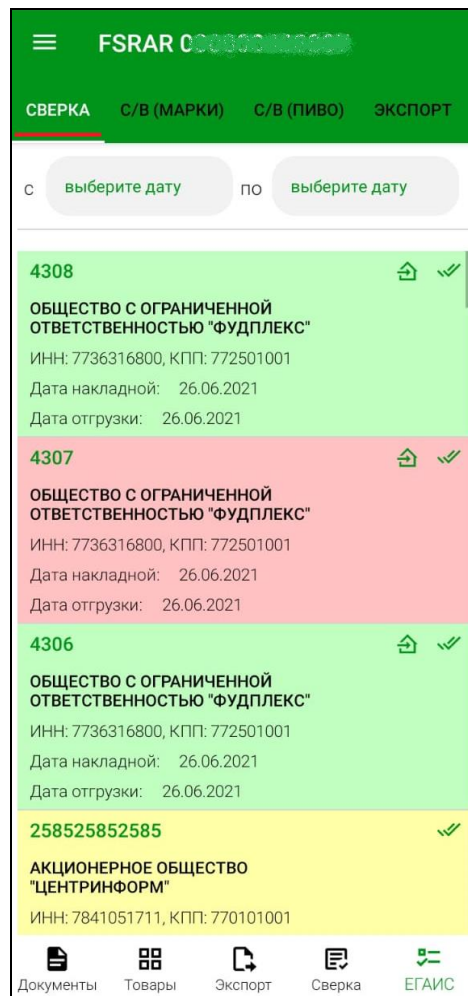 FSRAR
СВЕРКА С/В (МАРКИ) С/В (ПИВО) ЭКСПОРТ
с выберите дату по выберите дату
4308
ОБЩЕСТВО С ОГРАНИЧЕННОЙ
ОТВЕТСТВЕННОСТЬЮ "ФУДПЛЕКС"
ИНН: 7736316800, КПП: 772501001
Дата накладной: 26.06.2021
Дата отгрузки: 26.06.2021
4307
ОБЩЕСТВО С ОГРАНИЧЕННОЙ
ОТВЕТСТВЕННОСТЬЮ "ФУДПЛЕКС"
ИНН: 7736316800, КПП: 772501001
Дата накладной: 26.06.2021
Дата отгрузки: 26.06.2021
4306
ОБЩЕСТВО С ОГРАНИЧЕННОЙ
ОТВЕТСТВЕННОСТЬЮ "ФУДПЛЕКС"
ИНН: 7736316800, КПП: 772501001
Дата накладной: 26.06.2021
Дата отгрузки: 26.06.2021
258525852585
АКЦИОНЕРНОЕ ОБЩЕСТВО
"ЦЕНТРИНФОРМ"
ИНН: 7841051711, КПП: 770101001
Документы Товары Экспорт Сверка ЕГАИС